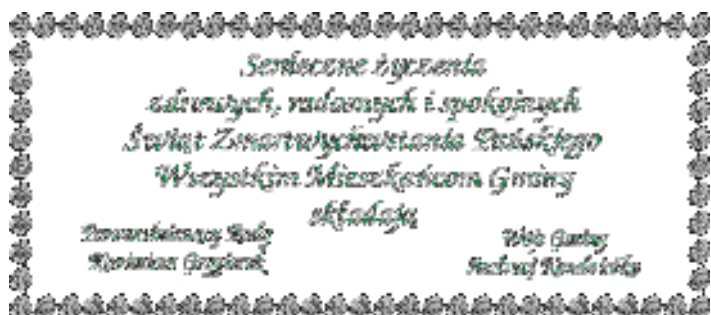 Serdeczne życzenia
zdrowych, radosnych i spokojnych
Świąt Zmartwychwstania Pańskiego
Wszystkim Mieszkańcom Gminy
składają
Przewodniczący Rady
Wójt Gminy